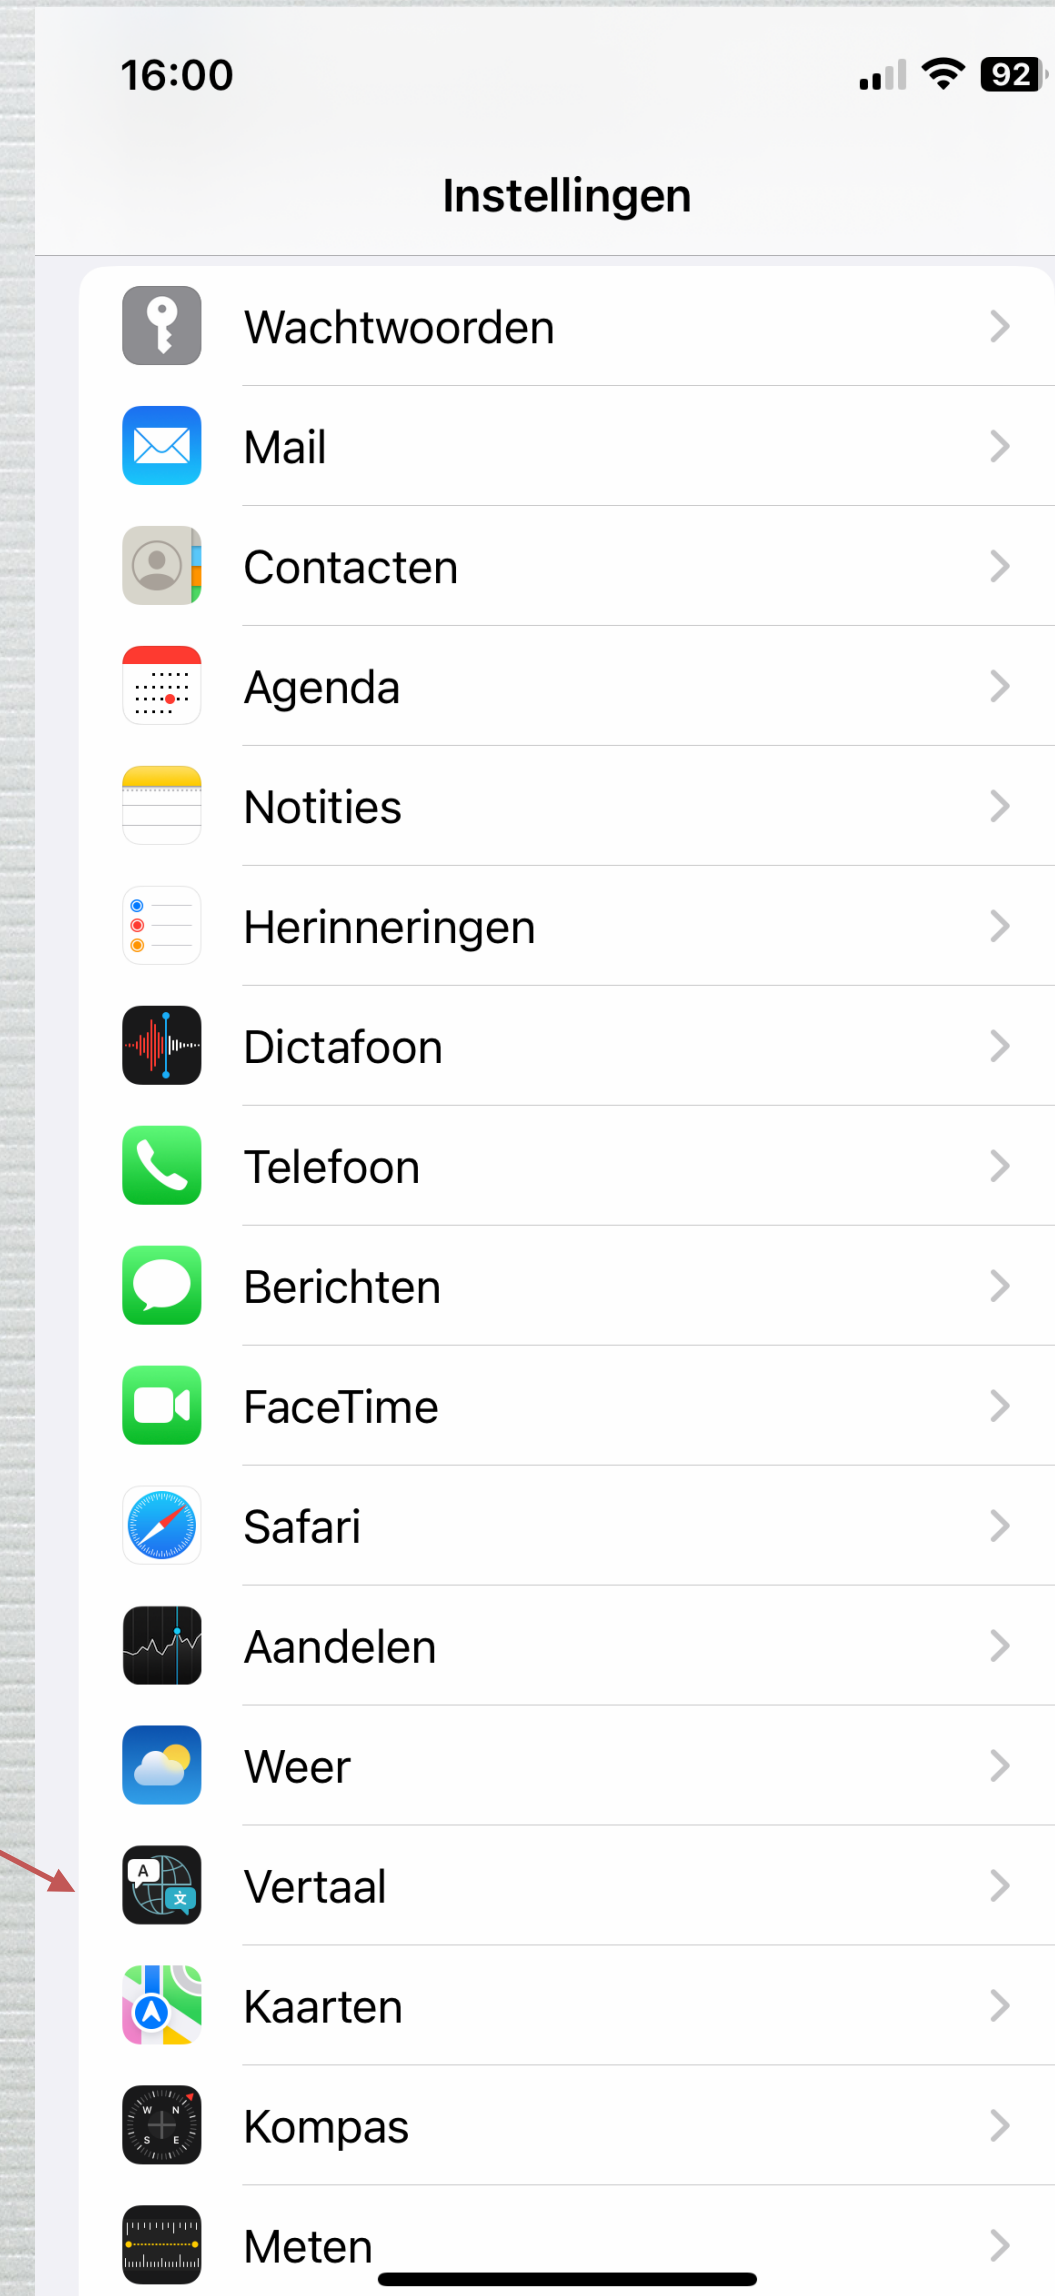 16:00
92
Instellingen
Wachtwoorden
Mail
Contacten
Agenda
Notities
Herinneringen
Dictafoon
Telefoon
Berichten
FaceTime
Safari
Aandelen
Weer
A
文
Vertaal
Kaarten
W N
S E
Kompas
Meten